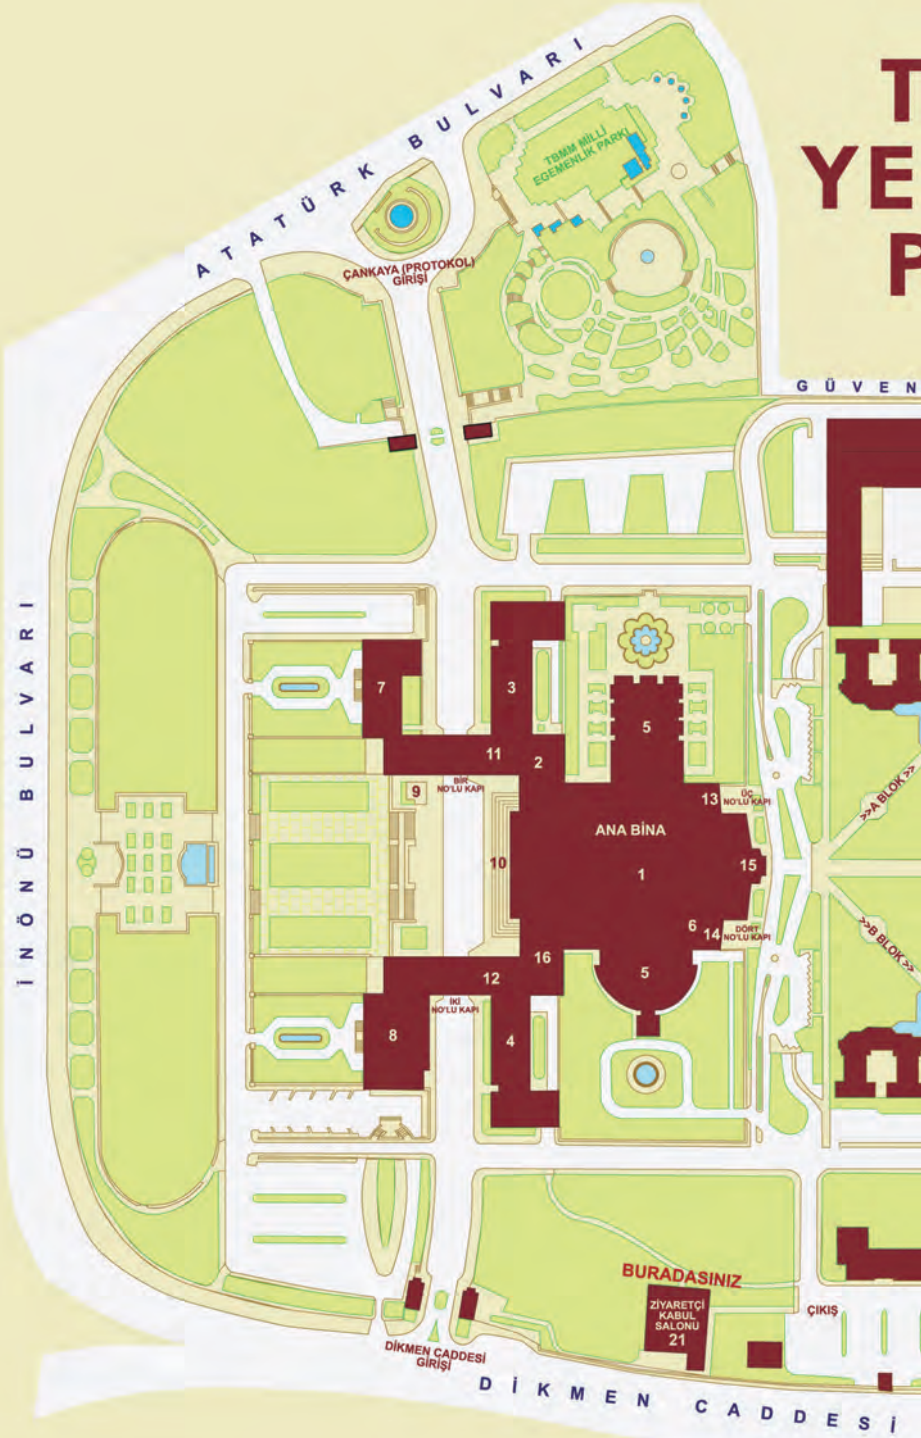 T
YE
P
ATATÜRK BULVARI
TBMM MİLLİ
EGEMENLİK PARKI
ÇANKAYA (PROTOKOL)
GİRİŞİ
GÜVEN
İNÖNÜ BULVARI
7
3
5
11
2
BİR
NO'LU KAPI
9
13
ÜÇ
NO'LU KAPI
>>A BLOK >>
ANA BİNA
10
1
15
6
14
DÖRT
NO'LU KAPI
>>B BLOK >>
16
5
12
İKİ
NO'LU KAPI
8
4
BURADASINIZ
ZİYARETÇİ
KABUL
SALONU
21
ÇIKIŞ
DİKMEN CADDESİ
GİRİŞİ
DİKMEN CADDESİ